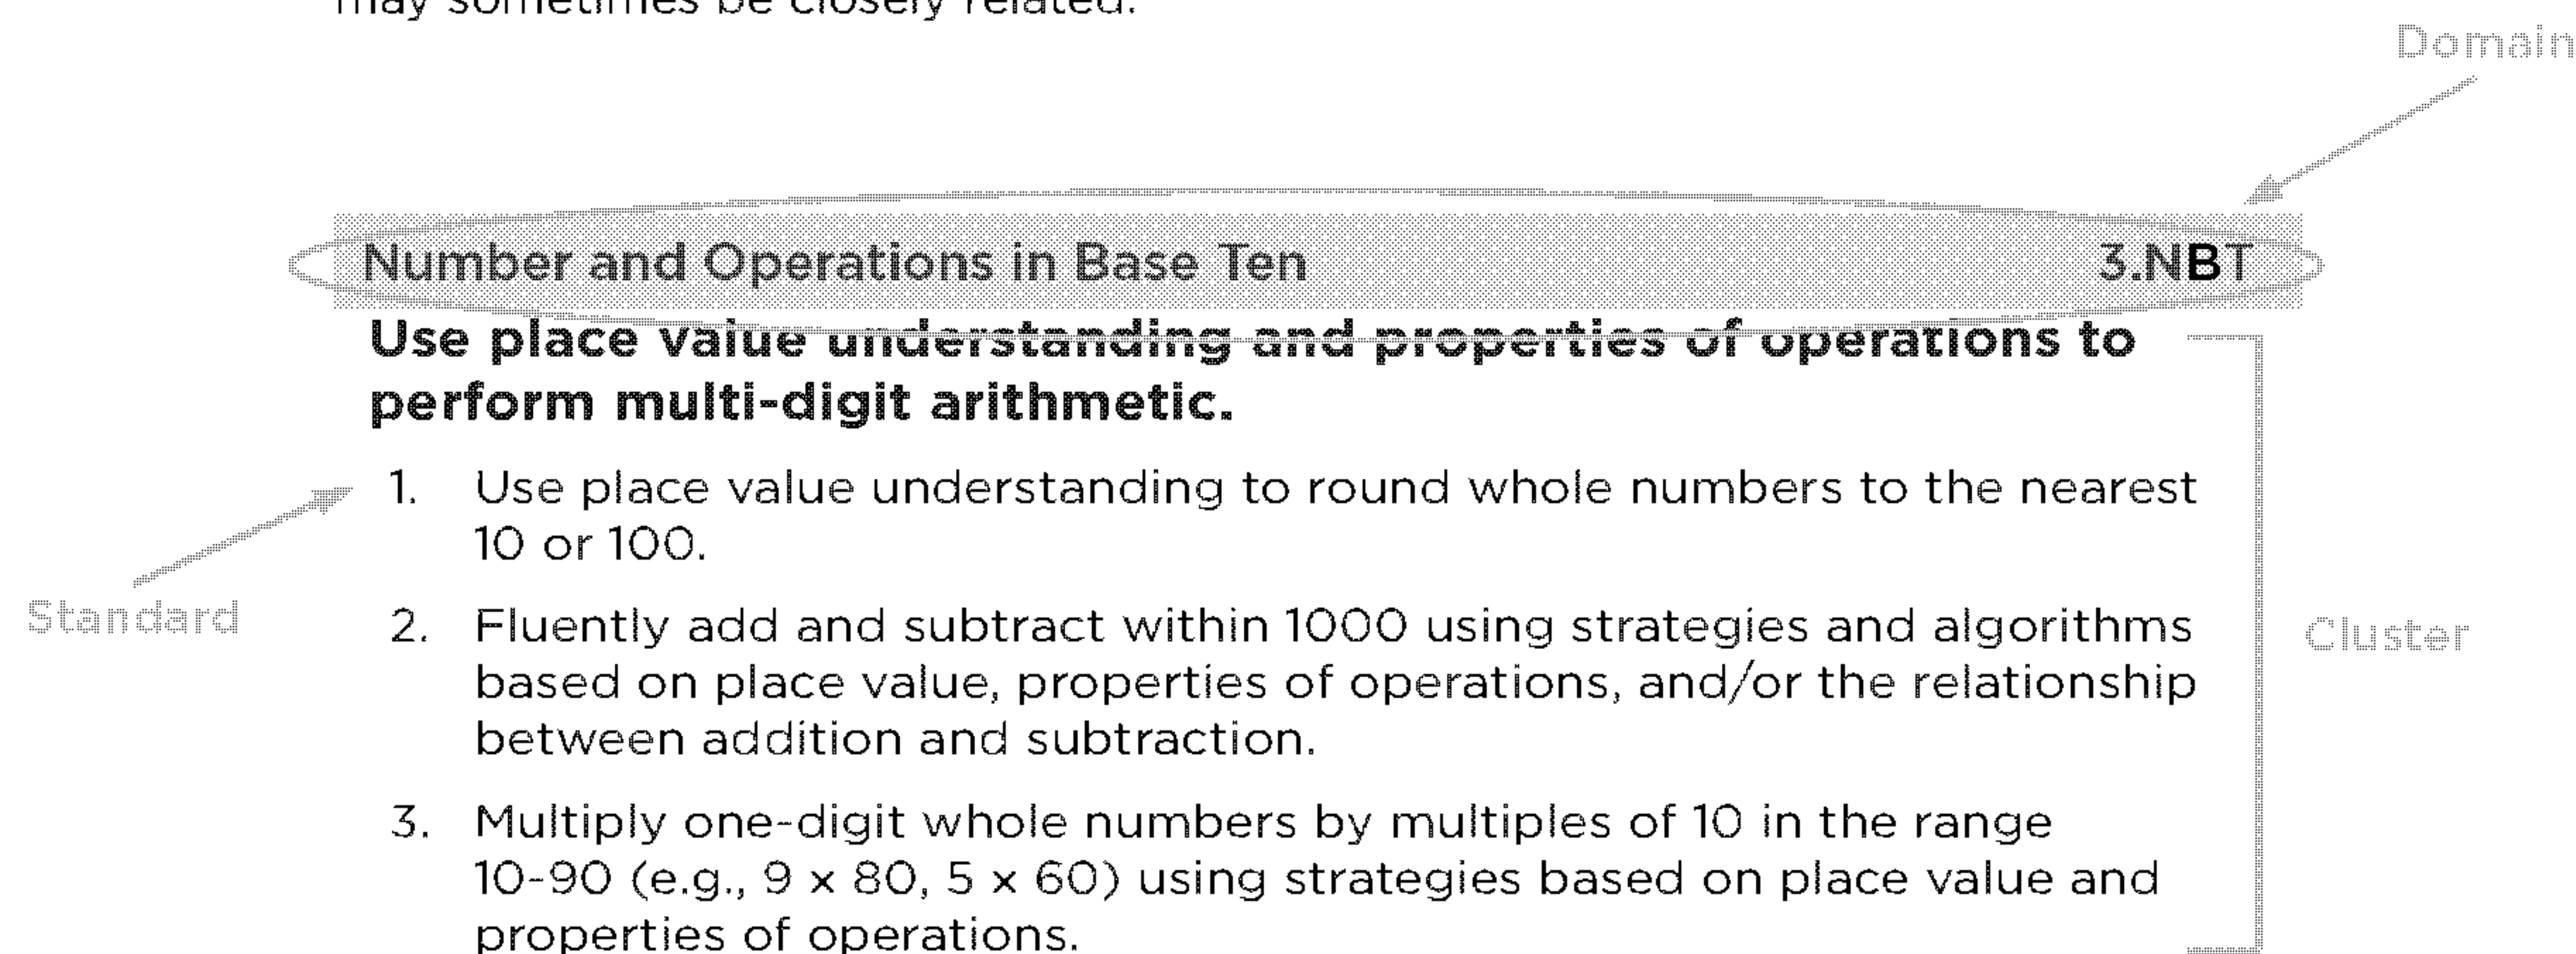 may sometimes be closely related.
Domain
Number and Operations in Base Ten 3.NBT
Use place value understanding and properties of operations to
perform multi-digit arithmetic.
1. Use place value understanding to round whole numbers to the nearest
10 or 100.
Standard
2. Fluently add and subtract within 1000 using strategies and algorithms
based on place value, properties of operations, and/or the relationship
between addition and subtraction.
Cluster
3. Multiply one-digit whole numbers by multiples of 10 in the range
10-90 (e.g., 9 x 80, 5 x 60) using strategies based on place value and
properties of operations.